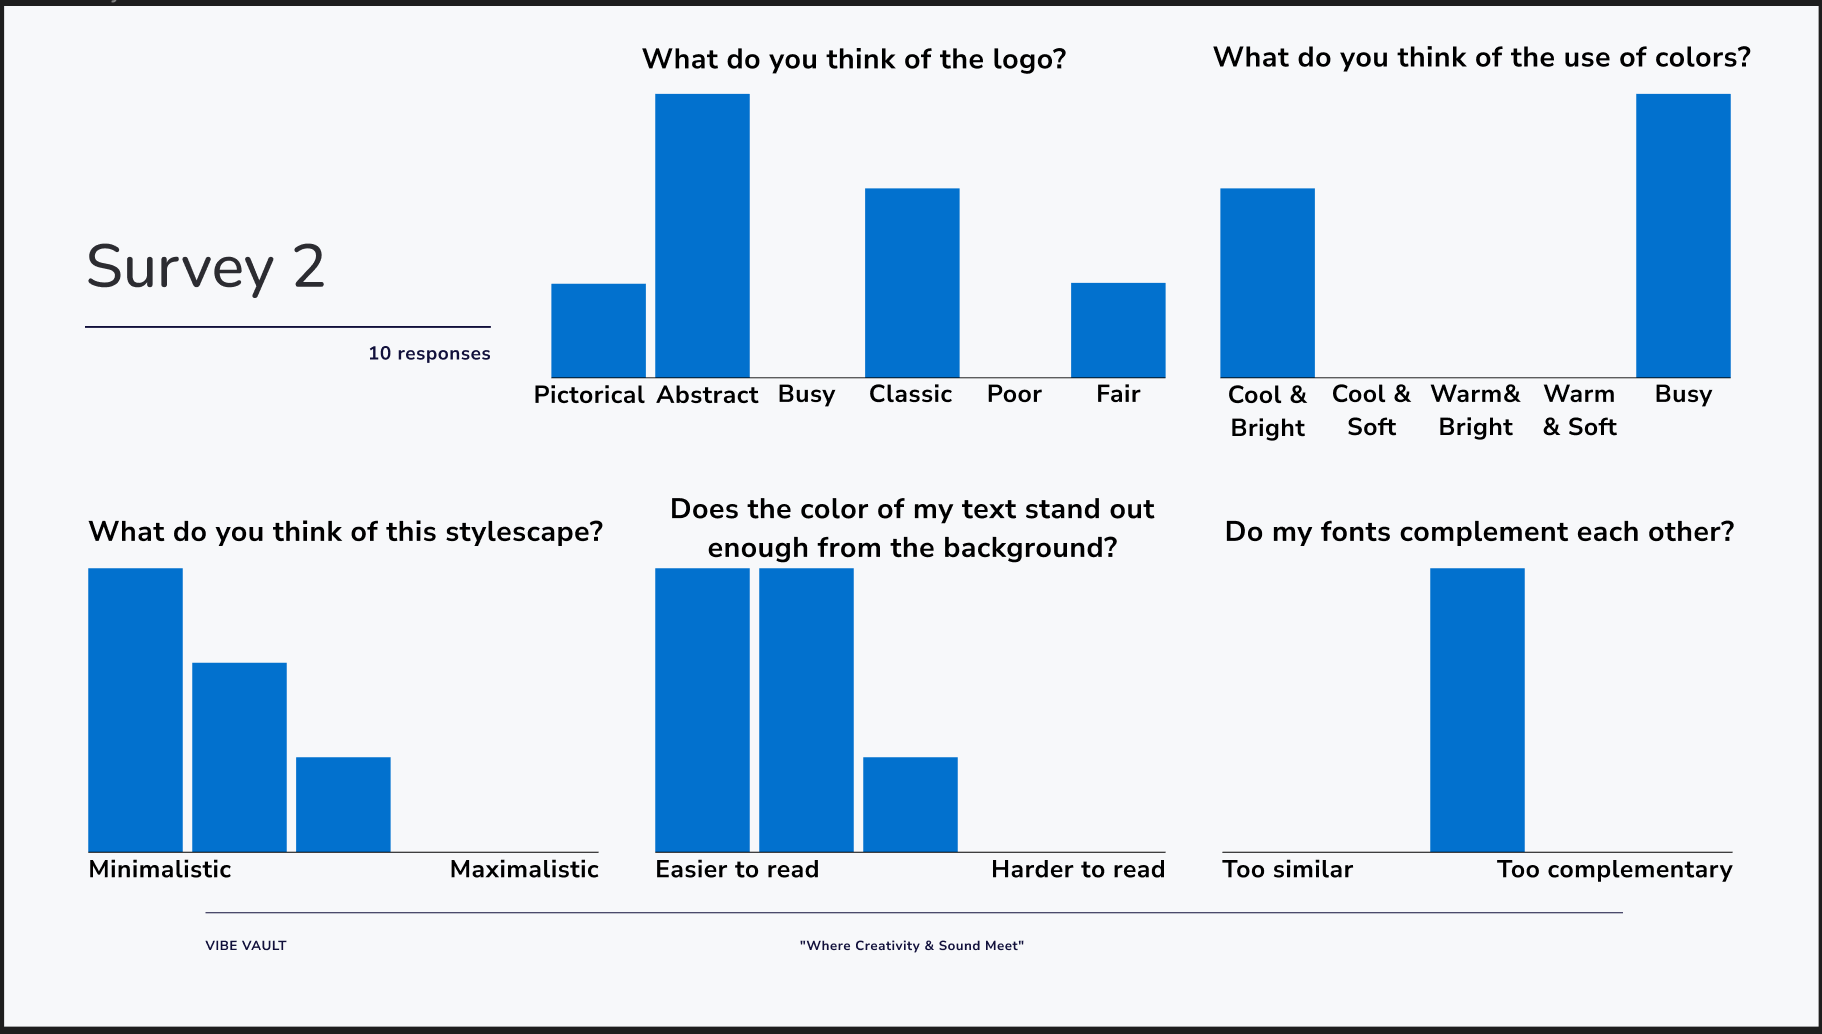 Survey 2
10 responses
What do you think of the logo?
Pictorical Abstract Busy Classic Poor Fair
What do you think of the use of colors?
Cool & Bright
Cool & Soft
Warm& Bright
Warm & Soft
Busy
What do you think of this stylescape?
Minimalistic Maximalistic
Does the color of my text stand out
enough from the background?
Easier to read Harder to read
Do my fonts complement each other?
Too similar Too complementary
VIBE VAULT
"Where Creativity & Sound Meet"